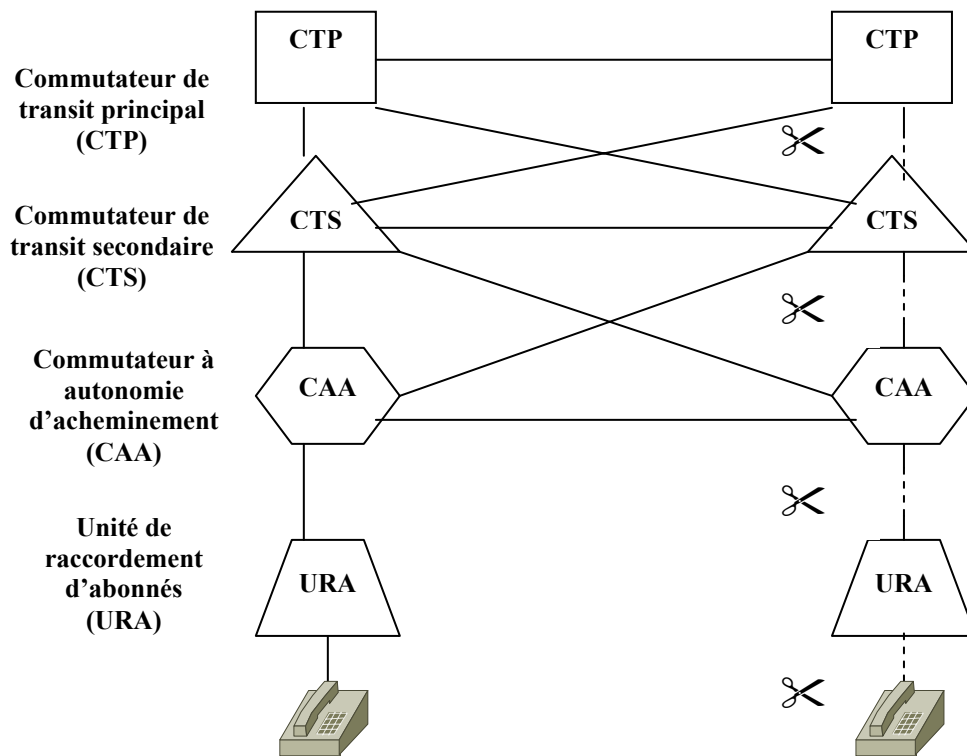 CTP
CTP
Commutateur de
transit principal
(CTP)
Commutateur de
transit secondaire
(CTS)
CTS
CTS
Commutateur à
autonomie
d’acheminement
(CAA)
CAA
CAA
Unité de
raccordement
d’abonnés
(URA)
URA
URA